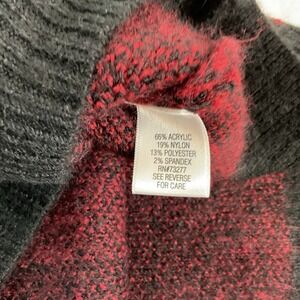 66% ACRYLIC
19% NYLON
13% POLYESTER
2% SPANDEX
RN#73277
SEE REVERSE
FOR CARE